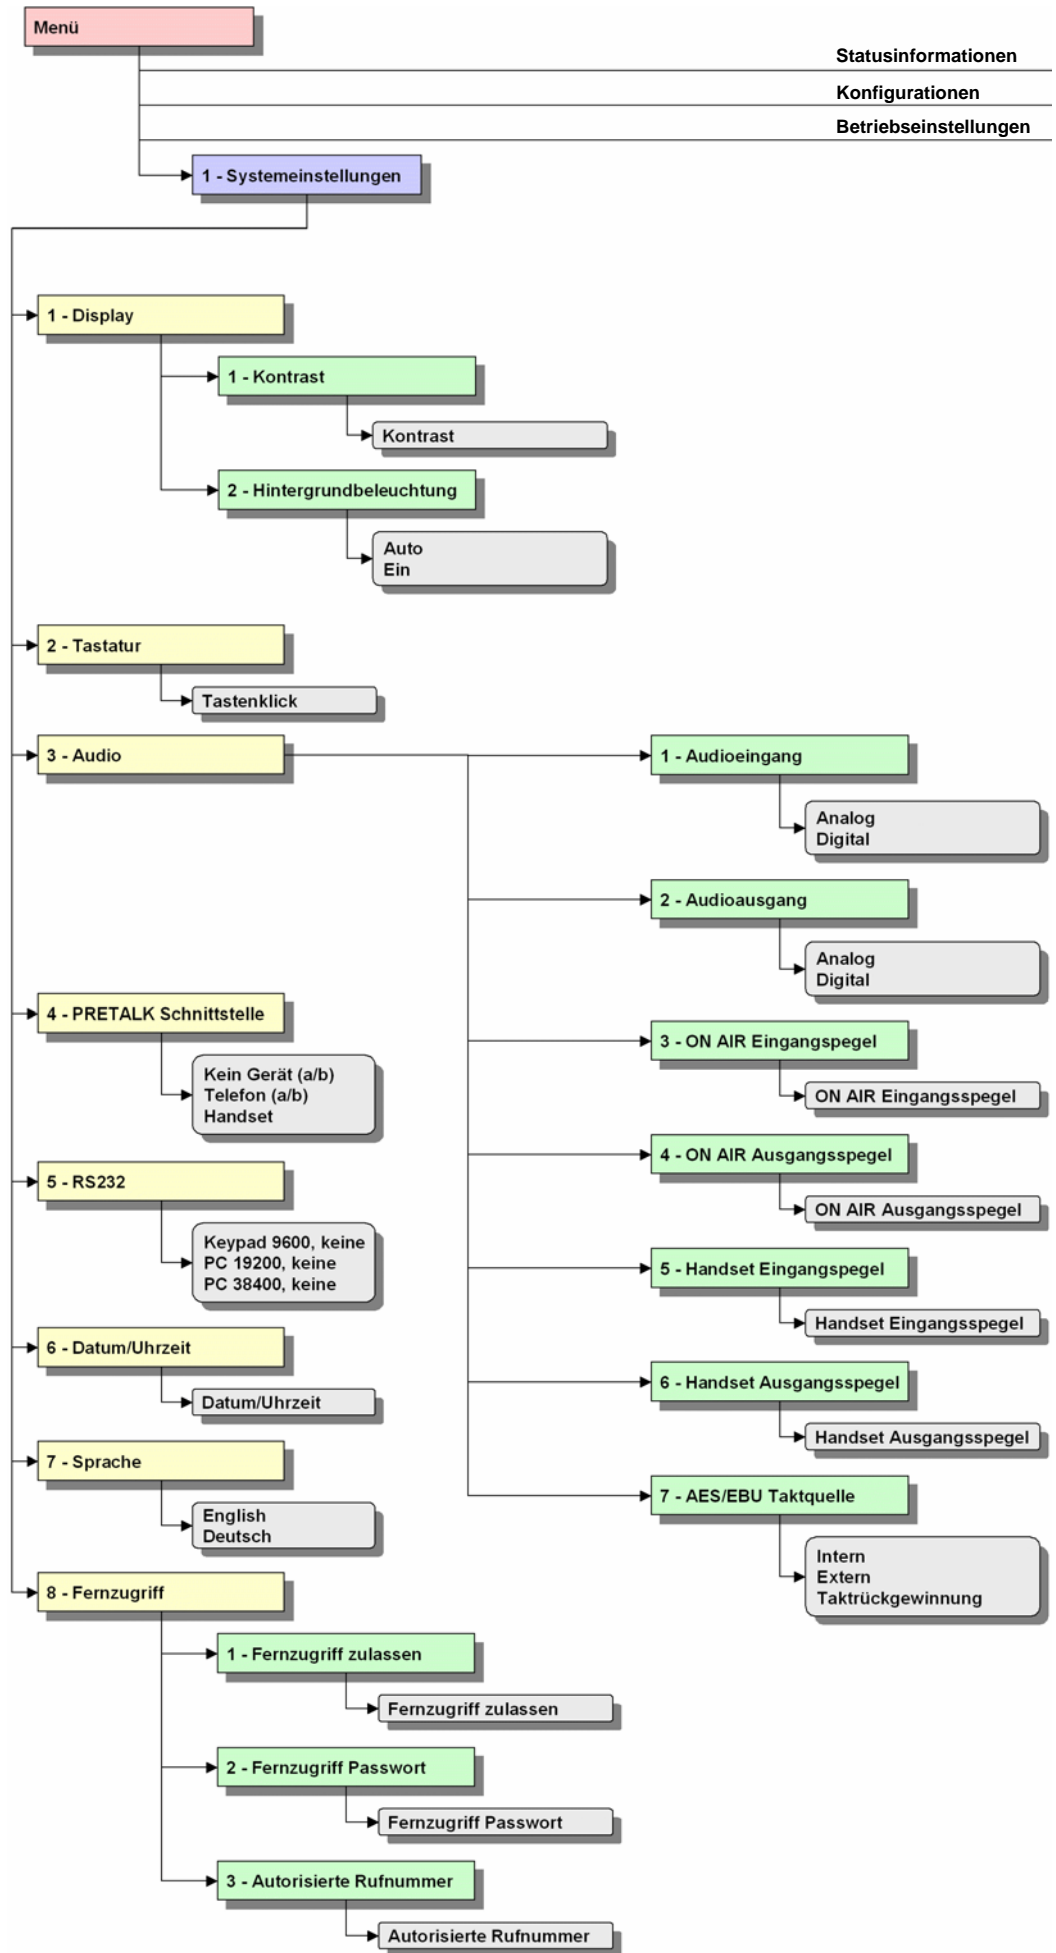 Menü
Statusinformationen
Konfigurationen
Betriebseinstellungen
1 - Systemeinstellungen
1 - Display
1 - Kontrast
Kontrast
2 - Hintergrundbeleuchtung
Auto
Ein
2 - Tastatur
Tastenklick
3 - Audio
1 - Audioeingang
Analog
Digital
2 - Audioausgang
Analog
Digital
3 - ON AIR Eingangspegel
ON AIR Eingangsspegel
4 - ON AIR Ausgangsspegel
ON AIR Ausgangsspegel
5 - Handset Eingangspegel
Handset Eingangsspegel
6 - Handset Ausgangsspegel
Handset Ausgangsspegel
7 - AES/EBU Taktquelle
Intern
Extern
Taktrückgewinnung
4 - PRETALK Schnittstelle
Kein Gerät (a/b)
Telefon (a/b)
Handset
5 - RS232
Keypad 9600, keine
PC 19200, keine
PC 38400, keine
6 - Datum/Uhrzeit
Datum/Uhrzeit
7 - Sprache
English
Deutsch
8 - Fernzugriff
1 - Fernzugriff zulassen
Fernzugriff zulassen
2 - Fernzugriff Passwort
Fernzugriff Passwort
3 - Autorisierte Rufnummer
Autorisierte Rufnummer